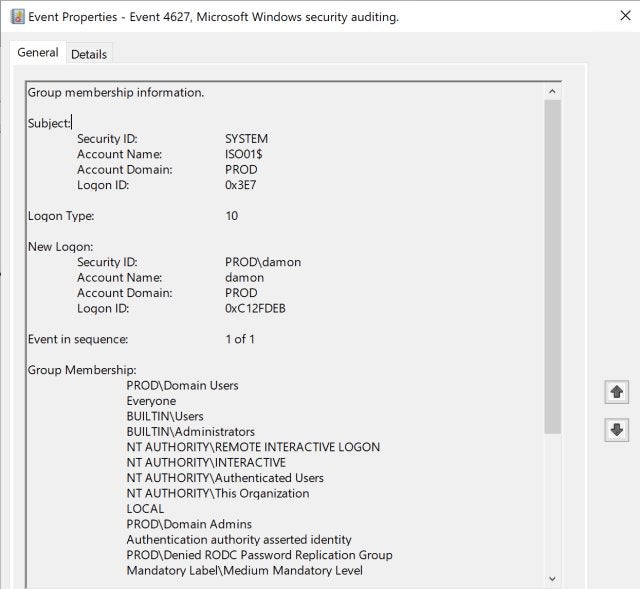 Event Properties - Event 4627, Microsoft Windows security auditing.
General Details
Group membership information.
Subject:
Security ID: SYSTEM
Account Name: ISO01$
Account Domain: PROD
Logon ID: 0x3E7
Logon Type: 10
New Logon:
Security ID: PROD\damon
Account Name: damon
Account Domain: PROD
Logon ID: 0xC12FDEB
Event in sequence: 1 of 1
Group Membership:
PROD\Domain Users
Everyone
BUILTIN\Users
BUILTIN\Administrators
NT AUTHORITY\REMOTE INTERACTIVE LOGON
NT AUTHORITY\INTERACTIVE
NT AUTHORITY\Authenticated Users
NT AUTHORITY\This Organization
LOCAL
PROD\Domain Admins
Authentication authority asserted identity
PROD\Denied RODC Password Replication Group
Mandatory Label\Medium Mandatory Level